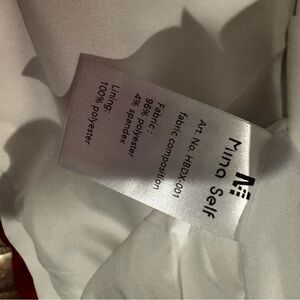 Mina Self
Art. No. HBDX-001
fabric composition
Fabric :
96% polyester
4% spandex
Lining:
100% polyester